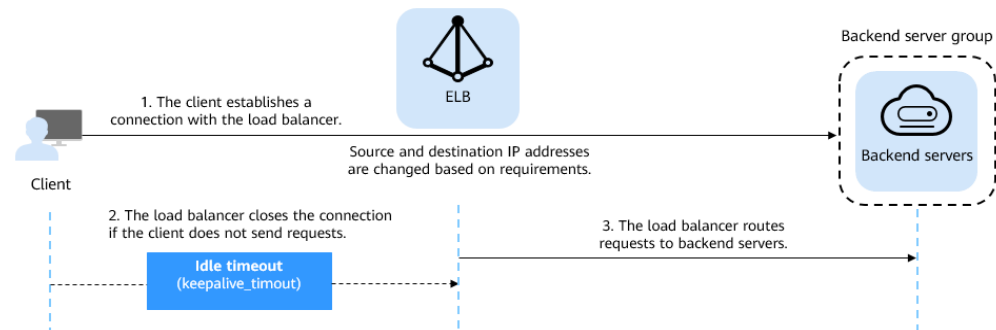 Backend server group
ELB
1. The client establishes a
connection with the load balancer.
Source and destination IP addresses
are changed based on requirements.
Backend servers
Client
2. The load balancer closes the connection
if the client does not send requests.
3. The load balancer routes
requests to backend servers.
Idle timeout
(keepalive_timout)